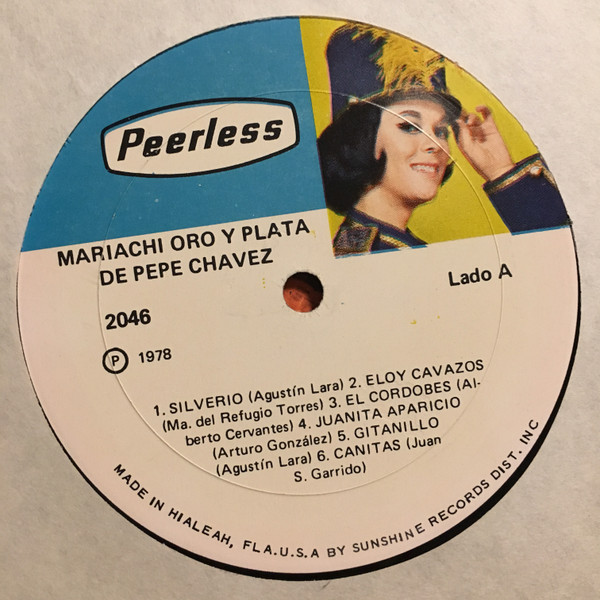 Peerless
MARIACHI ORO Y PLATA
DE PEPE CHAVEZ
Lado A
2046
Ⓟ 1978
1. SILVERIO (Agustín Lara) 2. ELOY CAVAZOS
(Ma. del Refugio Torres) 3. EL CORDOBES (Al-
berto Cervantes) 4. JUANITA APARICIO
(Arturo González) 5. GITANILLO
(Agustín Lara) 6. CANITAS (Juan
S. Garrido)
MADE IN HIALEAH, FLA.U.S.A BY SUNSHINE RECORDS DIST. INC